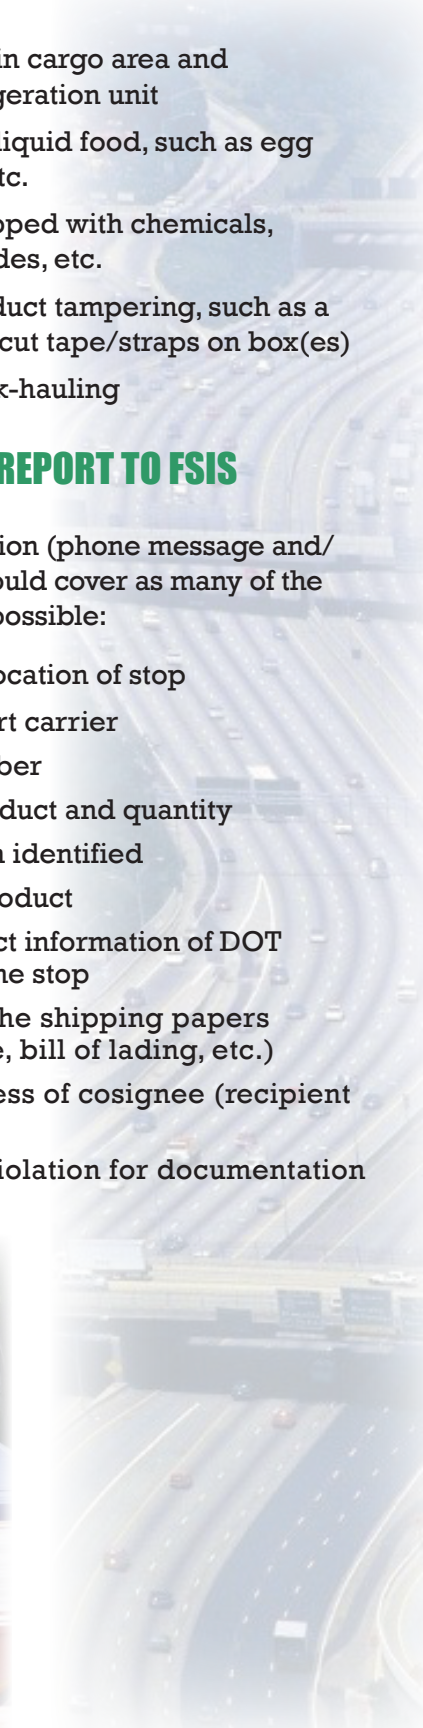 in cargo area and
geration unit
liquid food, such as egg
tc.
pped with chemicals,
des, etc.
duct tampering, such as a
cut tape/straps on box(es)
k-hauling
REPORT TO FSIS
ion (phone message and/
ould cover as many of the
possible:
ocation of stop
rt carrier
ber
duct and quantity
n identified
roduct
ct information of DOT
he stop
he shipping papers
e, bill of lading, etc.)
ess of cosignee (recipient
iolation for documentation